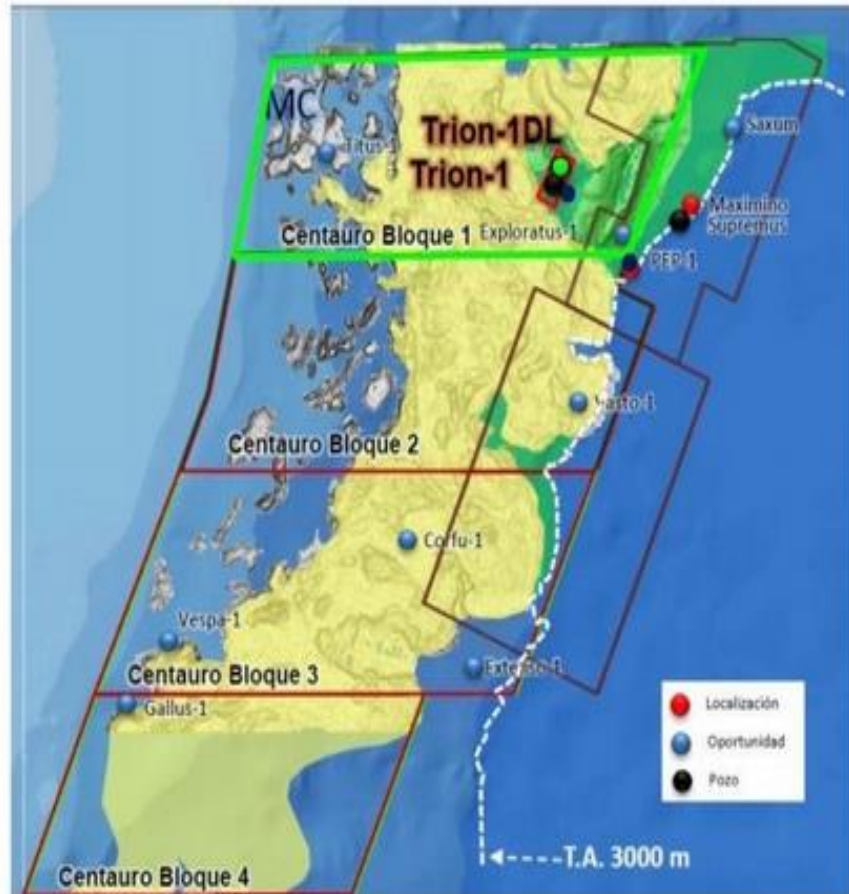 MC
Titus-1
Trion-1DL
Trion-1
Saxum
Maximino
Supremus
Centauro Bloque 1
Exploratus-1
PEP-1
Centauro Bloque 2
Corfu-1
Vespa-1
Centauro Bloque 3
Gallus-1
Localización
Oportunidad
Pozo
T.A. 3000 m
Centauro Bloque 4